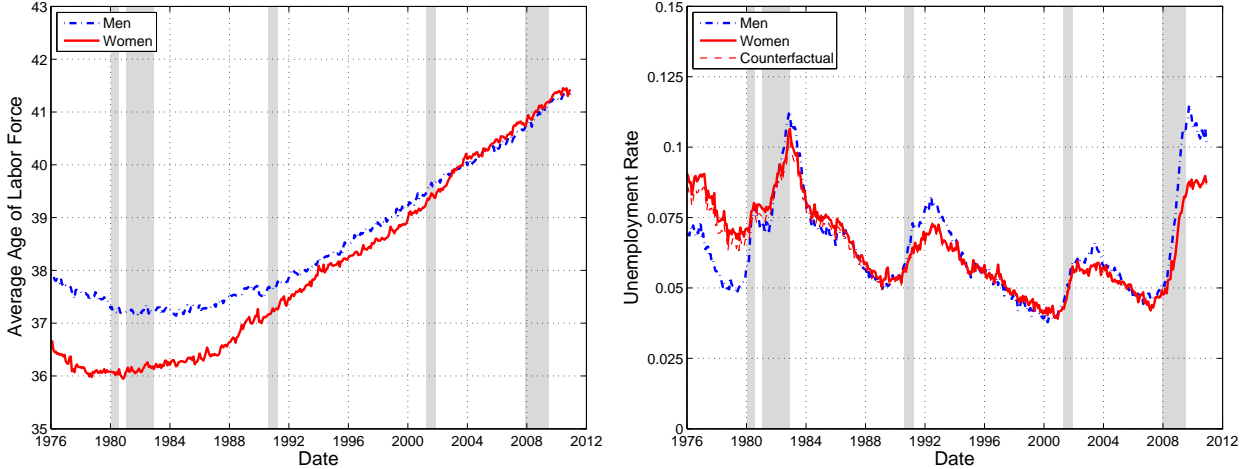 43
42
41
40
39
38
37
36
35
1976 1980 1984 1988 1992 1996 2000 2004 2008 2012
Date
Average Age of Labor Force
Men
Women
0.15
0.125
0.1
0.075
0.05
0.025
0
1976 1980 1984 1988 1992 1996 2000 2004 2008 2012
Date
Unemployment Rate
Men
Women
Counterfactual